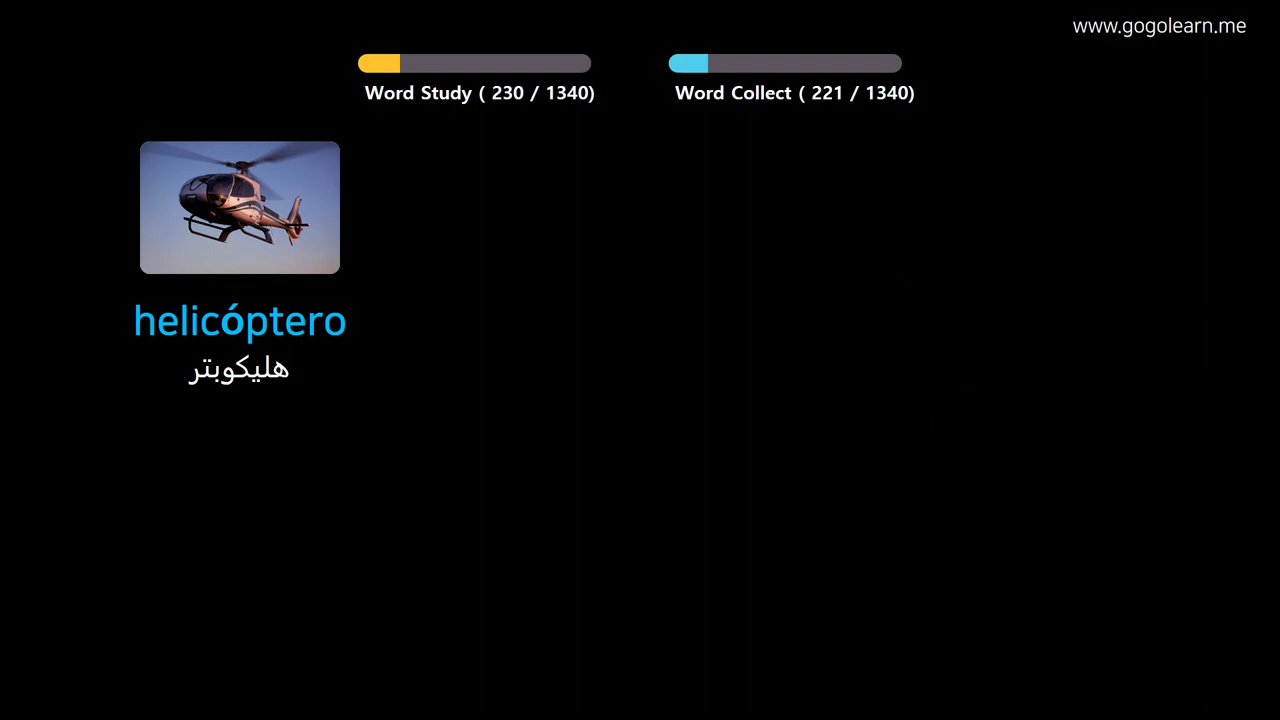 www.gogolearn.me
Word Study ( 230 / 1340)
Word Collect ( 221 / 1340)
helicóptero
هليكوبتر